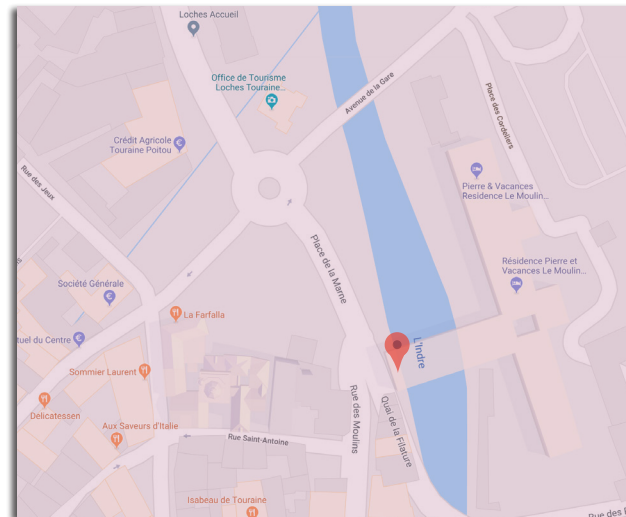 Loches Accueil
Office de Tourisme
Loches Touraine...
Avenue de la Gare
Place des Cordeliers
Crédit Agricole
Touraine Poitou
Rue des Jeux
Pierre & Vacances
Residence Le Moulin...
Place de la Marne
Résidence Pierre et
Vacances Le Moulin...
Société Générale
La Farfalla
tuel du Centre
L'Indre
Sommier Laurent
Delicatessen
Rue des Moulins
Quai de la Filature
Aux Saveurs d'Italie
Rue Saint-Antoine
Isabeau de Touraine
Rue des